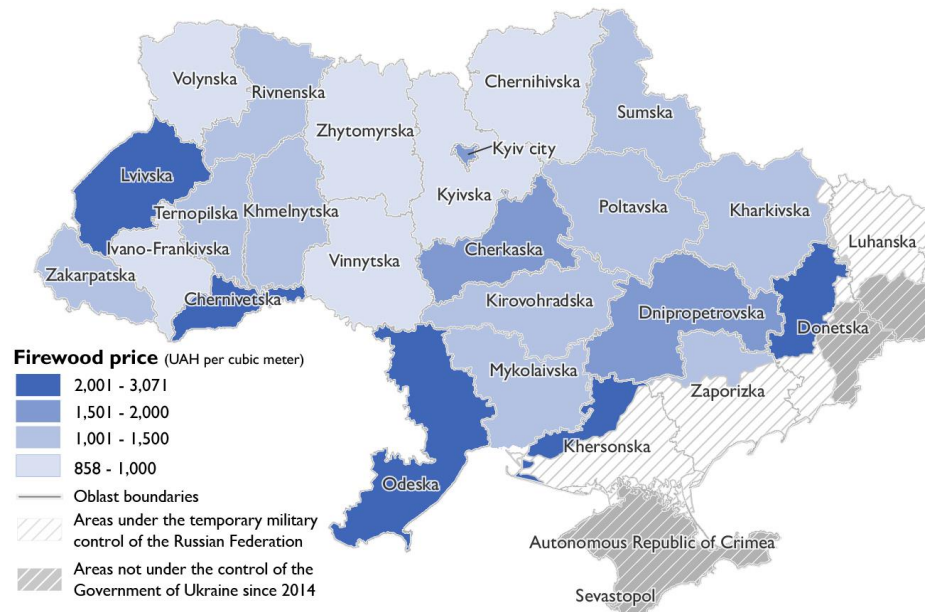 Volynska
Rivnenska
Chernihivska
Sumska
Zhytomyrska
Kyiv city
Lvivska
Kyivska
Ternopilska
Khmelnytska
Poltavska
Kharkivska
Luhanska
Ivano-Frankivska
Vinnytska
Cherkaska
Zakarpatska
Chernivetska
Kirovohradska
Dnipropetrovska
Donetska
Firewood price (UAH per cubic meter)
2,001 - 3,071
1,501 - 2,000
1,001 - 1,500
858 - 1,000
Oblast boundaries
Areas under the temporary military
control of the Russian Federation
Areas not under the control of the
Government of Ukraine since 2014
Mykolaivska
Zaporizka
Khersonska
Odeska
Autonomous Republic of Crimea
Sevastopol